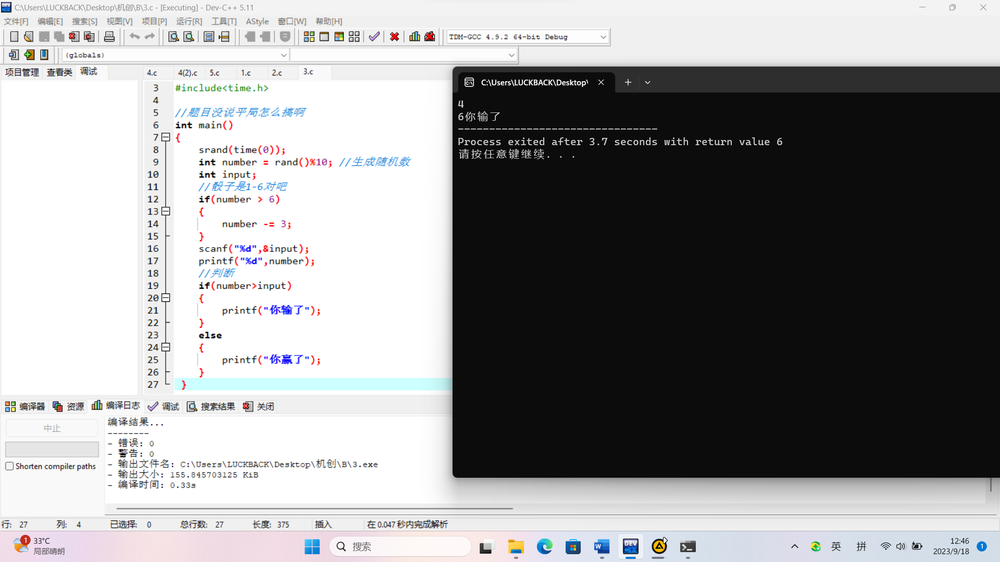 C:\Users\LUCKBACK\Desktop\机创\B\3.c - [Executing] - Dev-C++ 5.11
文件[F] 编辑[E] 搜索[S] 视图[V] 项目[P] 运行[R] 工具[T] AStyle 窗口[W] 帮助[H]
TDM-GCC 4.9.2 64-bit Debug
(globals)
项目管理 查看类 调试
4.c 4(2).c 5.c 1.c 2.c 3.c
3 #include<time.h>
4
5 //题目没说平局怎么搞啊
6 int main()
7 {
8 srand(time(0));
9 int number = rand()%10; //生成随机数
10 int input;
11 //骰子是1-6对吧
12 if(number > 6)
13 {
14 number -= 3;
15 }
16 scanf("%d",&input);
17 printf("%d",number);
18 //判断
19 if(number>input)
20 {
21 printf("你输了");
22 }
23 else
24 {
25 printf("你赢了");
26 }
27 }
C:\Users\LUCKBACK\Desktop\
4
6你输了
--------------------------------
Process exited after 3.7 seconds with return value 6
请按任意键继续. . .
编译器 资源 编译日志 调试 搜索结果 关闭
中止
Shorten compiler paths
编译结果...
--------
- 错误: 0
- 警告: 0
- 输出文件名: C:\Users\LUCKBACK\Desktop\机创\B\3.exe
- 输出大小: 155.845703125 KiB
- 编译时间: 0.33s
行: 27 列: 4 已选择: 0 总行数: 27 长度: 375 插入 在 0.047 秒内完成解析
1
33°C
局部晴朗
搜索
DEV
C++
英 拼
12:46
2023/9/18
1